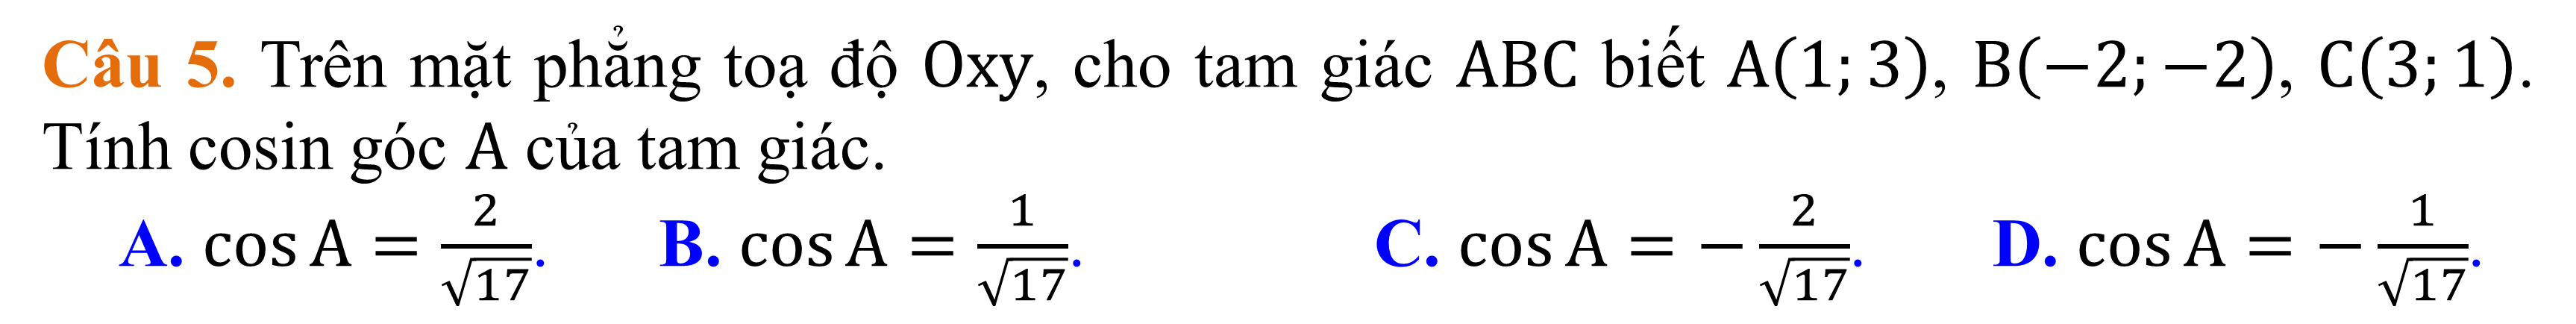 Câu 5. Trên mặt phẳng toạ độ Oxy, cho tam giác ABC biết A(1; 3), B(−2; −2), C(3; 1).
Tính cosin góc A của tam giác.
A. cos A = 2/√17. B. cos A = 1/√17. C. cos A = −2/√17. D. cos A = −1/√17.